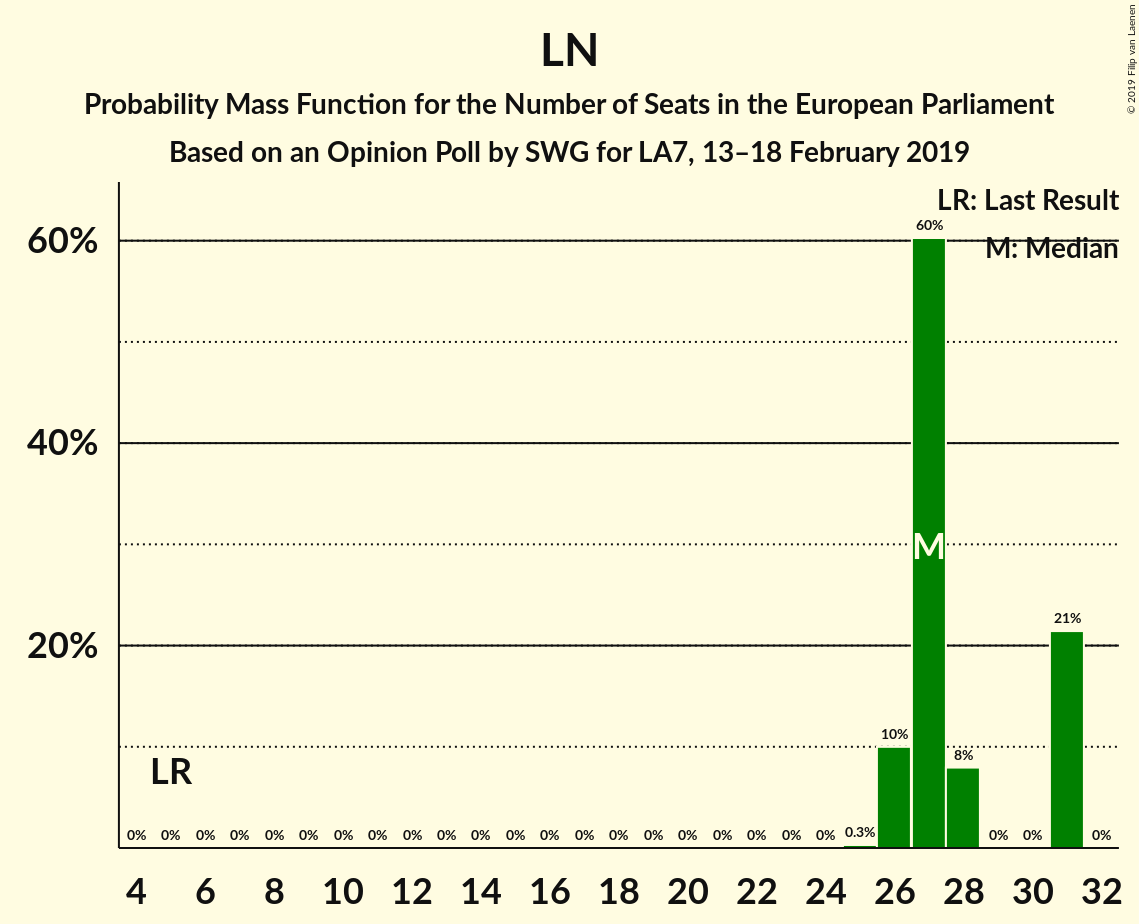 LN
Probability Mass Function for the Number of Seats in the European Parliament
Based on an Opinion Poll by SWG for LA7, 13–18 February 2019
© 2019 Filip van Laenen
LR: Last Result
M: Median
60%
60%
40%
M
21%
20%
10%
8%
LR
0% 0% 0% 0% 0% 0% 0% 0% 0% 0% 0% 0% 0% 0% 0% 0% 0% 0% 0% 0% 0% 0.3% 0% 0% 0%
4 6 8 10 12 14 16 18 20 22 24 26 28 30 32